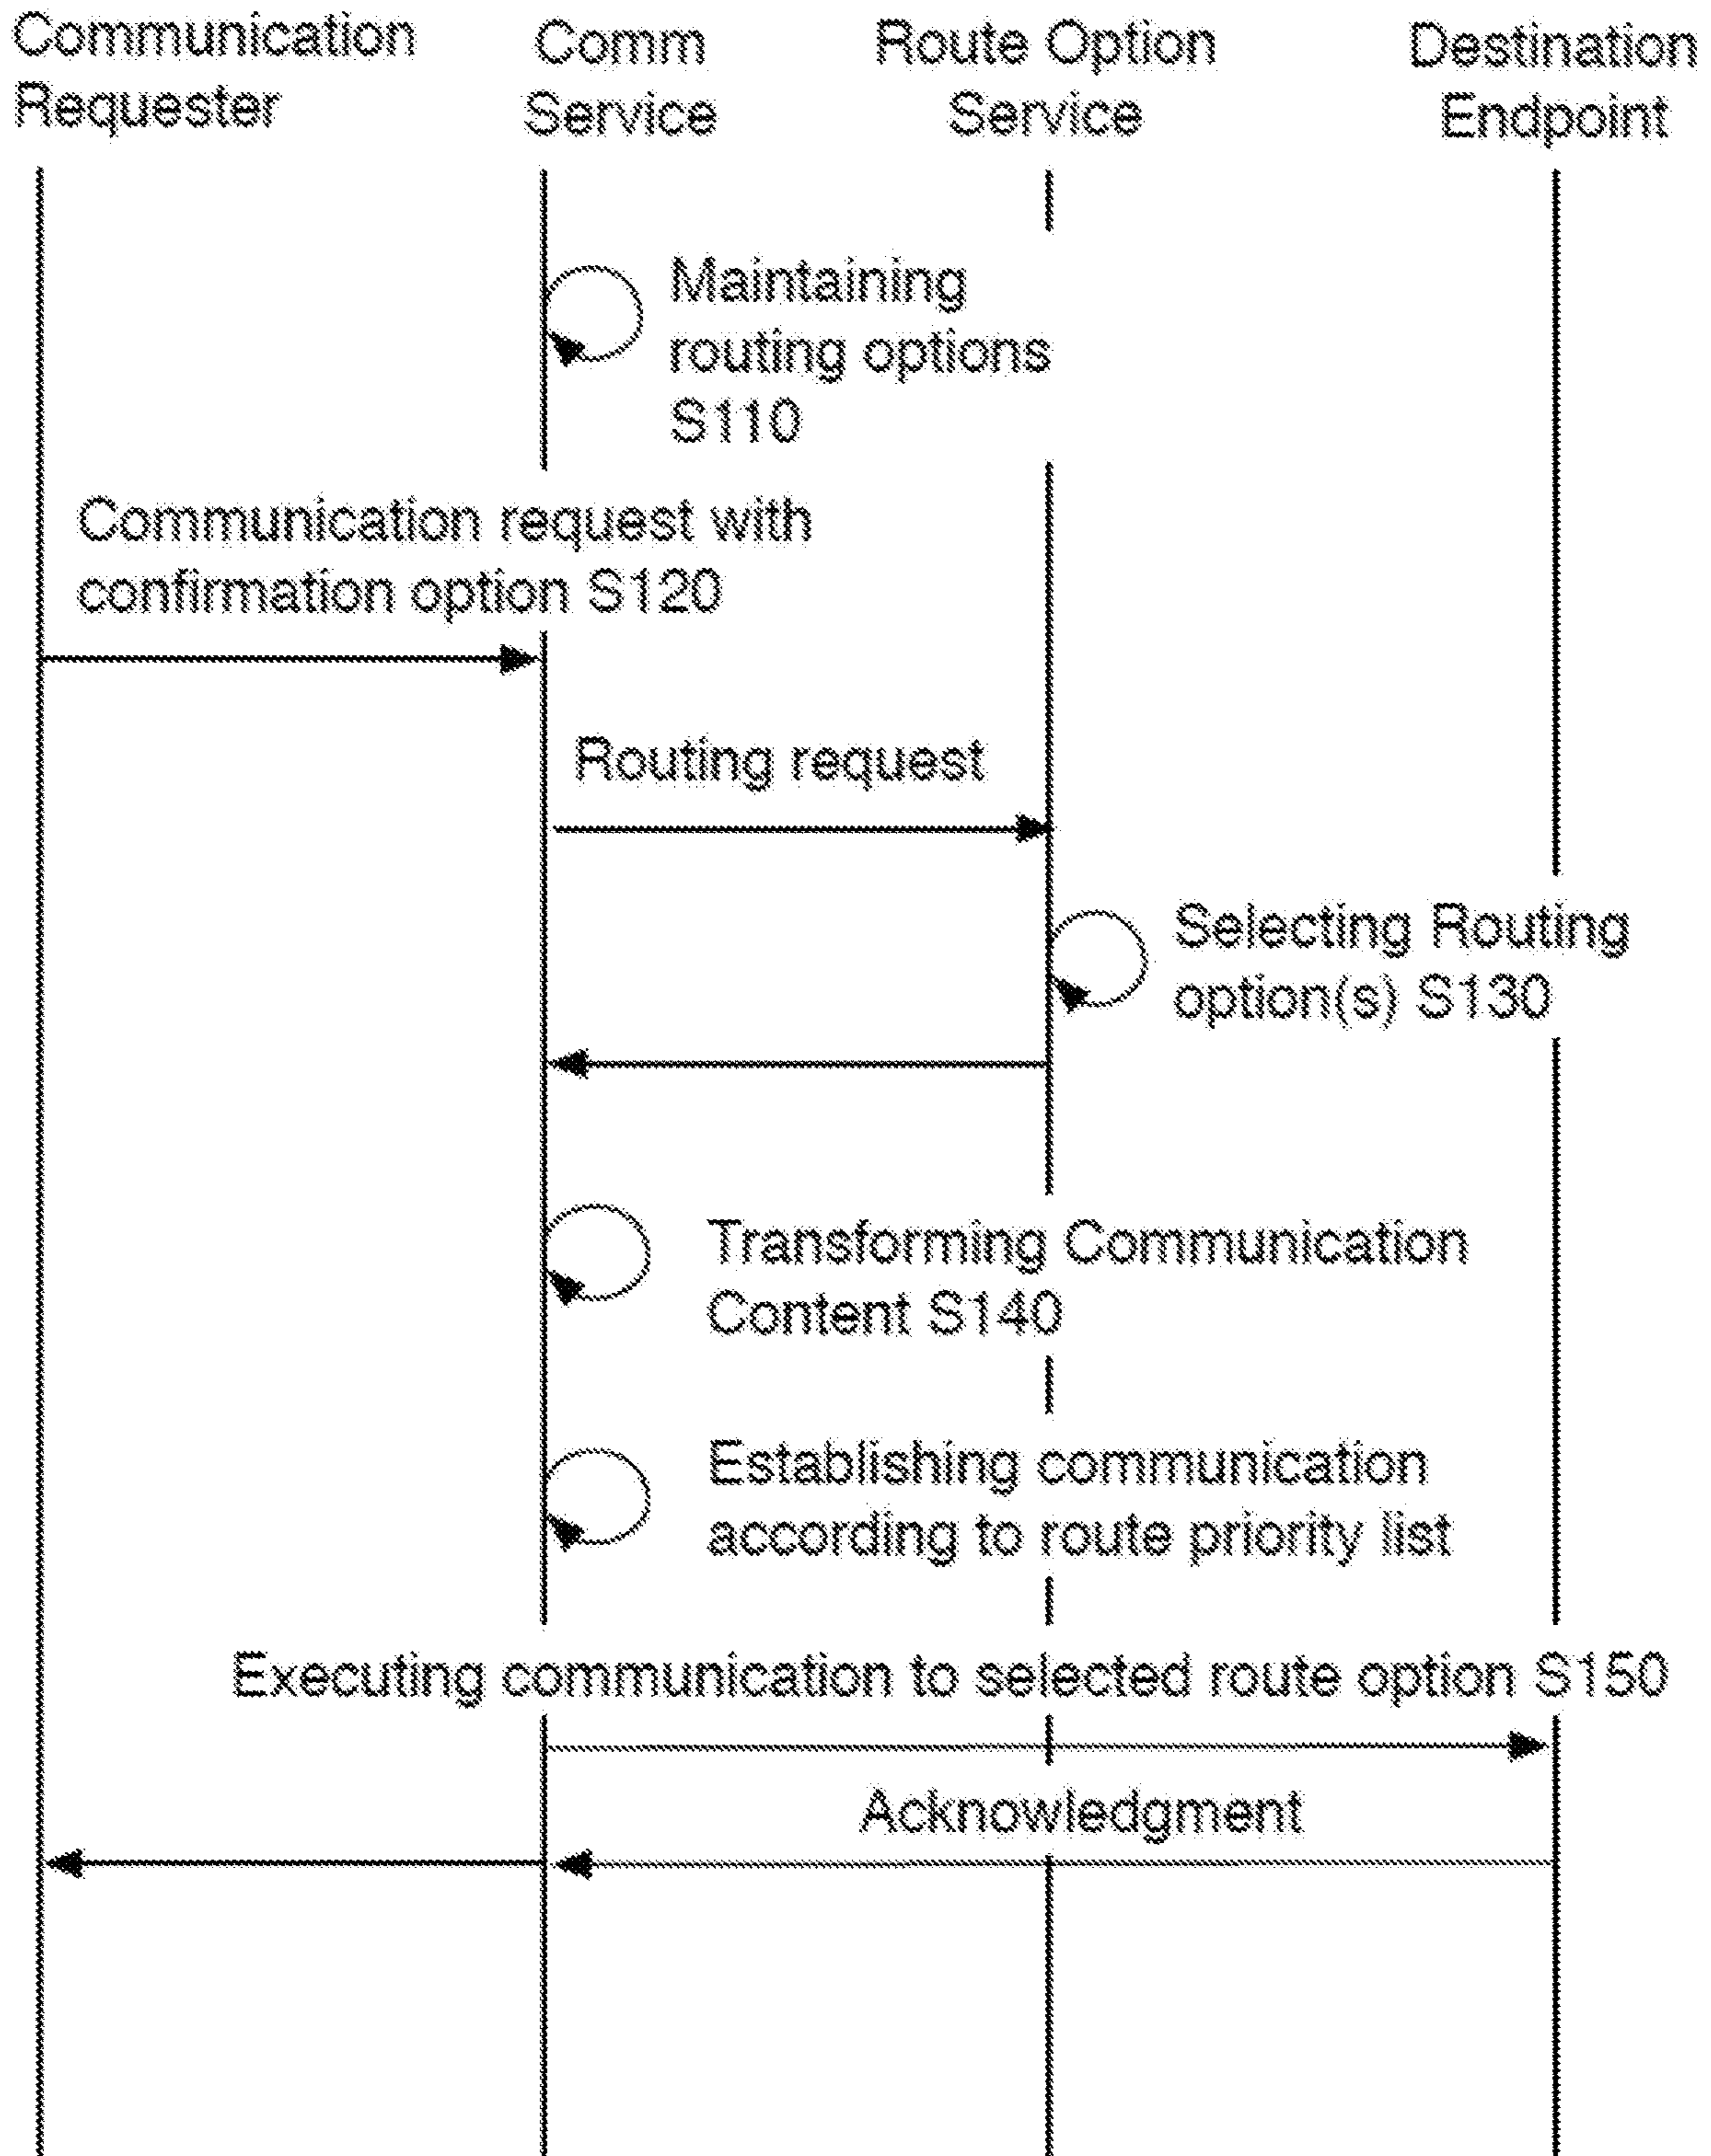 Communication
Requester
Comm
Service
Route Option
Service
Destination
Endpoint
Maintaining
routing options
S110
Communication request with
confirmation option S120
Routing request
Selecting Routing
option(s) S130
Transforming Communication
Content S140
Establishing communication
according to route priority list
Executing communication to selected route option S150
Acknowledgment